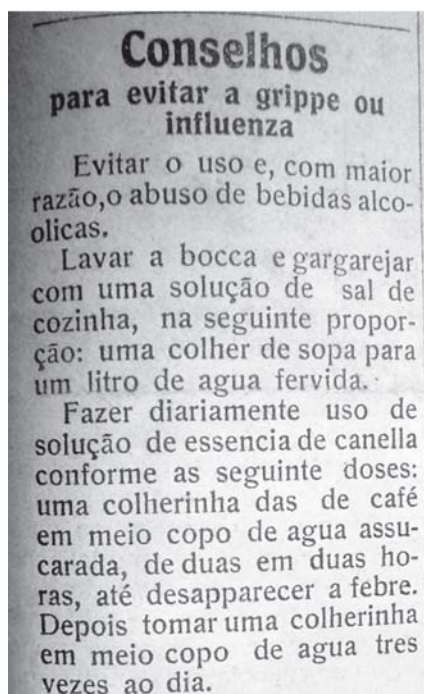 Conselhos
para evitar a grippe ou
influenza
Evitar o uso e, com maior
razão,o abuso de bebidas alco-
olicas.
Lavar a bocca e gargarejar
com uma solução de sal de
cozinha, na seguinte propor-
ção: uma colher de sopa para
um litro de agua fervida.
Fazer diariamente uso de
solução de essencia de canella
conforme as seguinte doses:
uma colherinha das de café
em meio copo de agua assu-
carada, de duas em duas ho-
ras, até desapparecer a febre.
Depois tomar uma colherinha
em meio copo de agua tres
vezes ao dia.